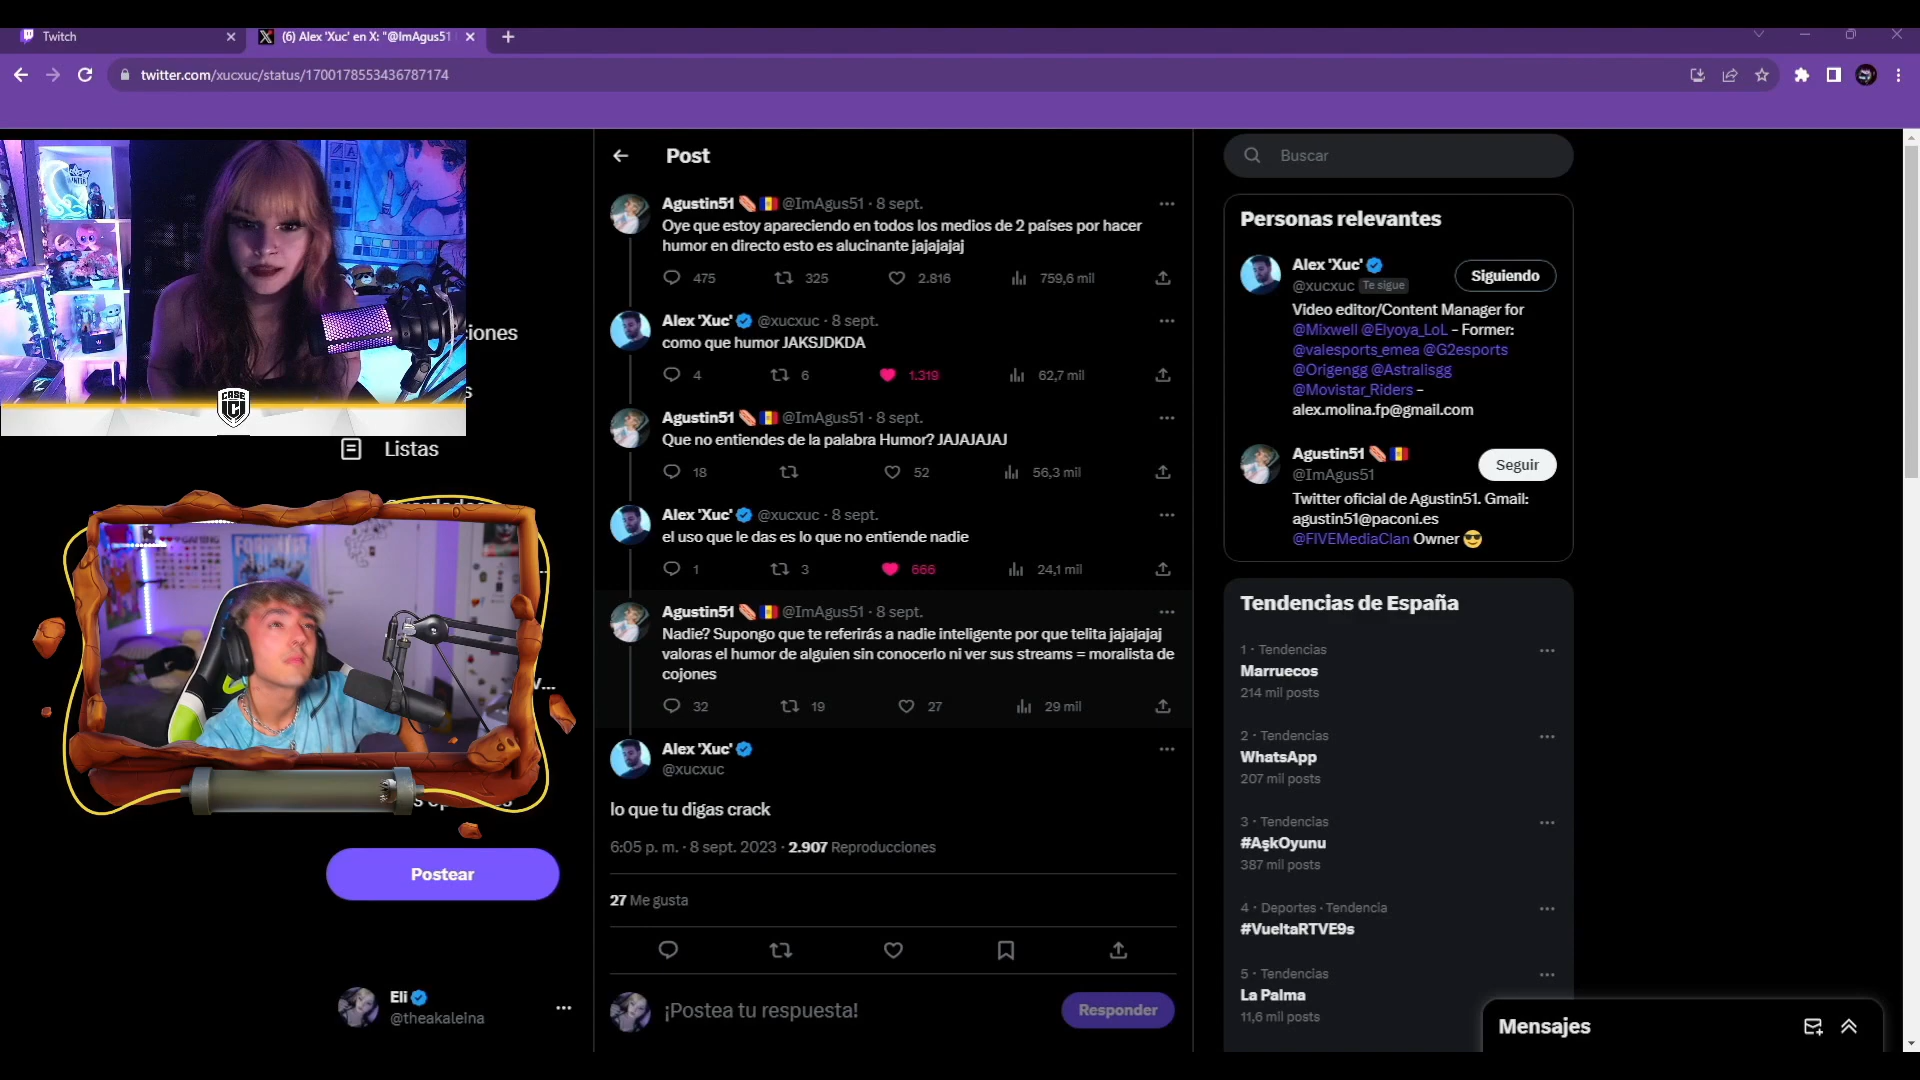 Twitch
(6) Alex 'Xuc' en X: "@ImAgus51
twitter.com/xucxuc/status/1700178553436787174
Post
Agustin51 @ImAgus51 · 8 sept.
Oye que estoy apareciendo en todos los medios de 2 países por hacer
humor en directo esto es alucinante jajajajaj
475 325 2.816 759,6 mil
Alex 'Xuc' @xucxuc · 8 sept.
como que humor JAKSJDKDA
4 6 1.319 62,7 mil
Agustin51 @ImAgus51 · 8 sept.
Que no entiendes de la palabra Humor? JAJAJAJAJ
18 52 56,3 mil
Alex 'Xuc' @xucxuc · 8 sept.
el uso que le das es lo que no entiende nadie
1 3 666 24,1 mil
Agustin51 @ImAgus51 · 8 sept.
Nadie? Supongo que te referirás a nadie inteligente por que telita jajajajaj
valoras el humor de alguien sin conocerlo ni ver sus streams = moralista de
cojones
32 19 27 29 mil
Alex 'Xuc'
@xucxuc
lo que tu digas crack
6:05 p. m. · 8 sept. 2023 · 2.907 Reproducciones
27 Me gusta
¡Postea tu respuesta!
Responder
CASE
Listas
Postear
Eli
@theakaleina
Buscar
Personas relevantes
Alex 'Xuc'
@xucxuc Te sigue
Siguiendo
Video editor/Content Manager for
@Mixwell @Elyoya_LoL - Former:
@valesports_emea @G2esports
@Origengg @Astralisgg
@Movistar_Riders –
alex.molina.fp@gmail.com
Agustin51
@ImAgus51
Seguir
Twitter oficial de Agustin51. Gmail:
agustin51@paconi.es
@FIVEMediaClan Owner 😎
Tendencias de España
1 · Tendencias
Marruecos
214 mil posts
2 · Tendencias
WhatsApp
207 mil posts
3 · Tendencias
#AşkOyunu
387 mil posts
4 · Deportes · Tendencia
#VueltaRTVE9s
5 · Tendencias
La Palma
11,6 mil posts
Mensajes